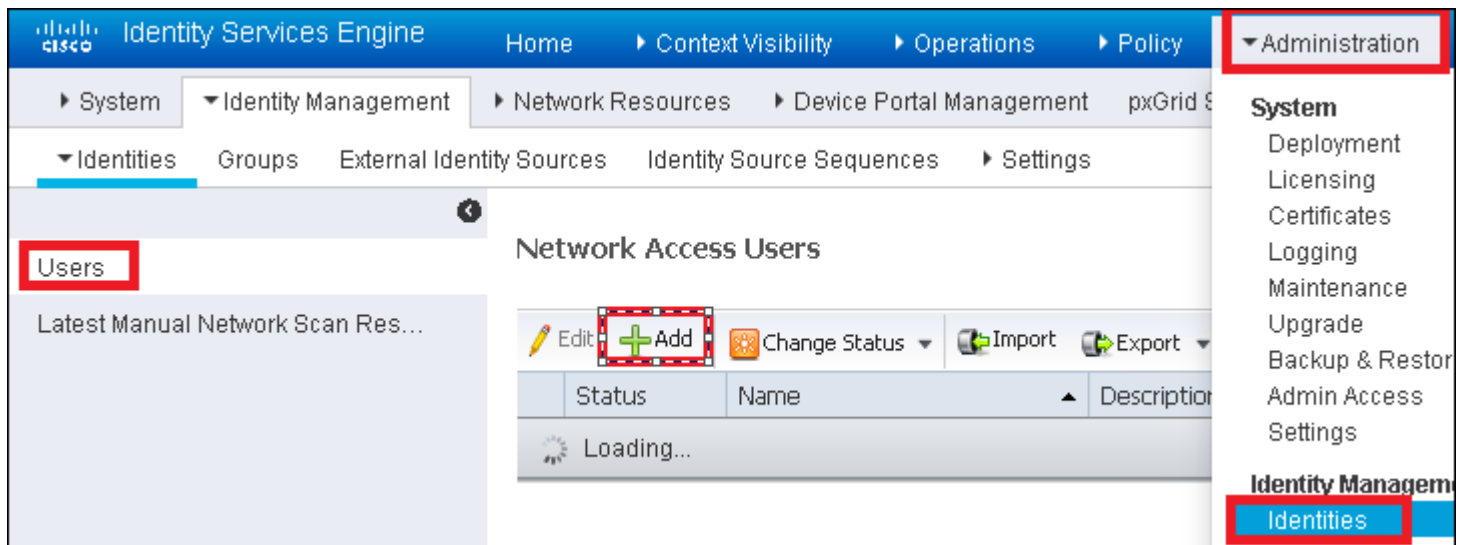 cisco Identity Services Engine Home Context Visibility Operations Policy Administration
System Identity Management Network Resources Device Portal Management pxGrid S
Identities Groups External Identity Sources Identity Source Sequences Settings
Users
Latest Manual Network Scan Res...
Network Access Users
Edit Add Change Status Import Export
Status Name Description
Loading...
System
Deployment
Licensing
Certificates
Logging
Maintenance
Upgrade
Backup & Restor
Admin Access
Settings
Identity Managem
Identities